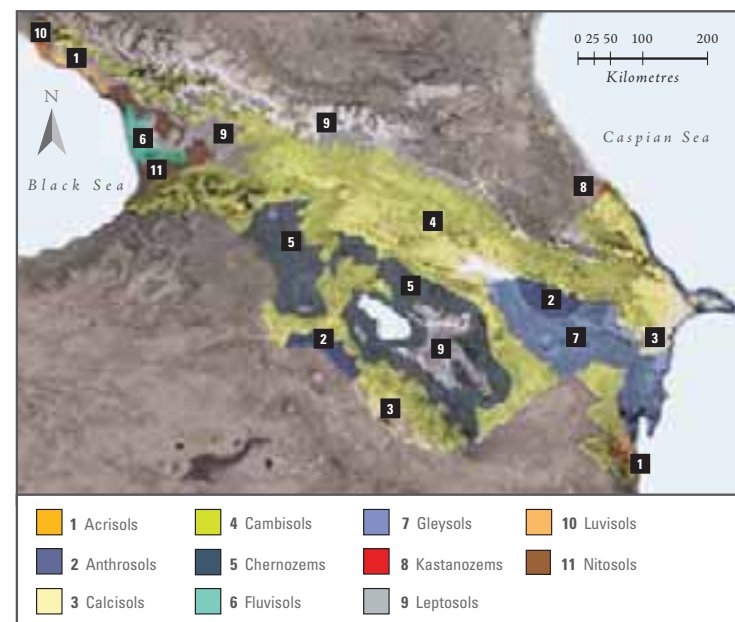 10
1
0 25 50 100 200
Kilometres
N
9
9
6
Caspian Sea
11
Black Sea
8
4
5
5
2
2
7
3
9
3
1
1 Acrisols
4 Cambisols
7 Gleysols
10 Luvisols
2 Anthrosols
5 Chernozems
8 Kastanozems
11 Nitosols
3 Calcisols
6 Fluvisols
9 Leptosols